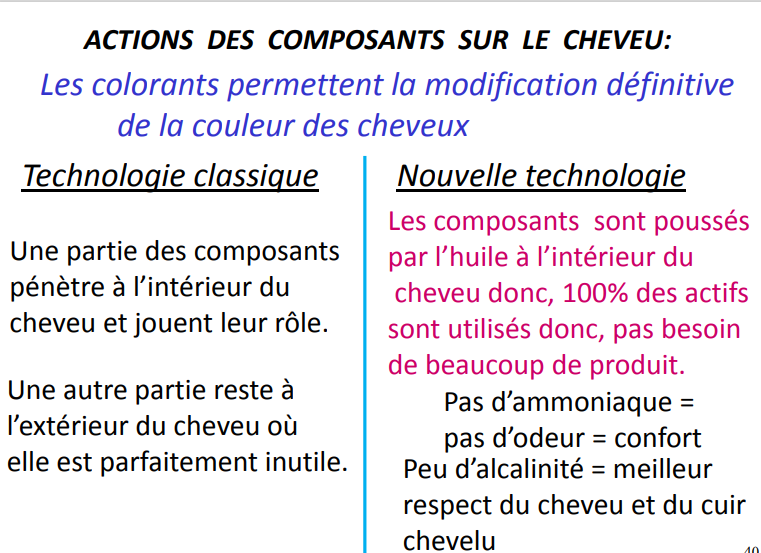 ACTIONS DES COMPOSANTS SUR LE CHEVEU:
Les colorants permettent la modification définitive
de la couleur des cheveux
Technologie classique
Une partie des composants
pénètre à l’intérieur du
cheveu et jouent leur rôle.
Une autre partie reste à
l’extérieur du cheveu où
elle est parfaitement inutile.
Nouvelle technologie
Les composants sont poussés
par l’huile à l’intérieur du
cheveu donc, 100% des actifs
sont utilisés donc, pas besoin
de beaucoup de produit.
Pas d’ammoniaque =
pas d’odeur = confort
Peu d’alcalinité = meilleur
respect du cheveu et du cuir
chevelu
40